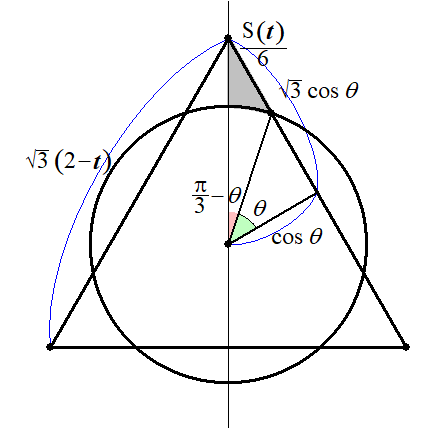 S(t)/6
√3 cos θ
√3 (2−t)
π/3 − θ
θ
cos θ